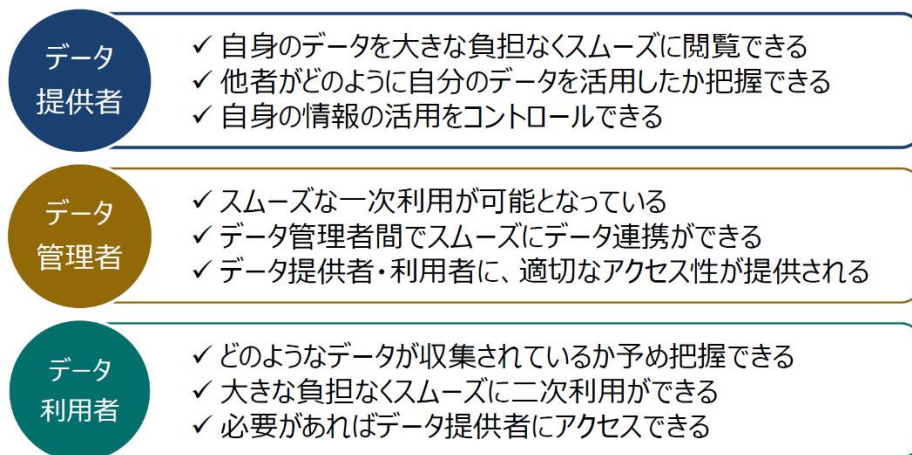 データ
提供者
✓ 自身のデータを大きな負担なくスムーズに閲覧できる
✓ 他者がどのように自分のデータを活用したか把握できる
✓ 自身の情報の活用をコントロールできる
データ
管理者
✓ スムーズな一次利用が可能となっている
✓ データ管理者間でスムーズにデータ連携ができる
✓ データ提供者・利用者に、適切なアクセス性が提供される
データ
利用者
✓ どのようなデータが収集されているか予め把握できる
✓ 大きな負担なくスムーズに二次利用ができる
✓ 必要があればデータ提供者にアクセスできる